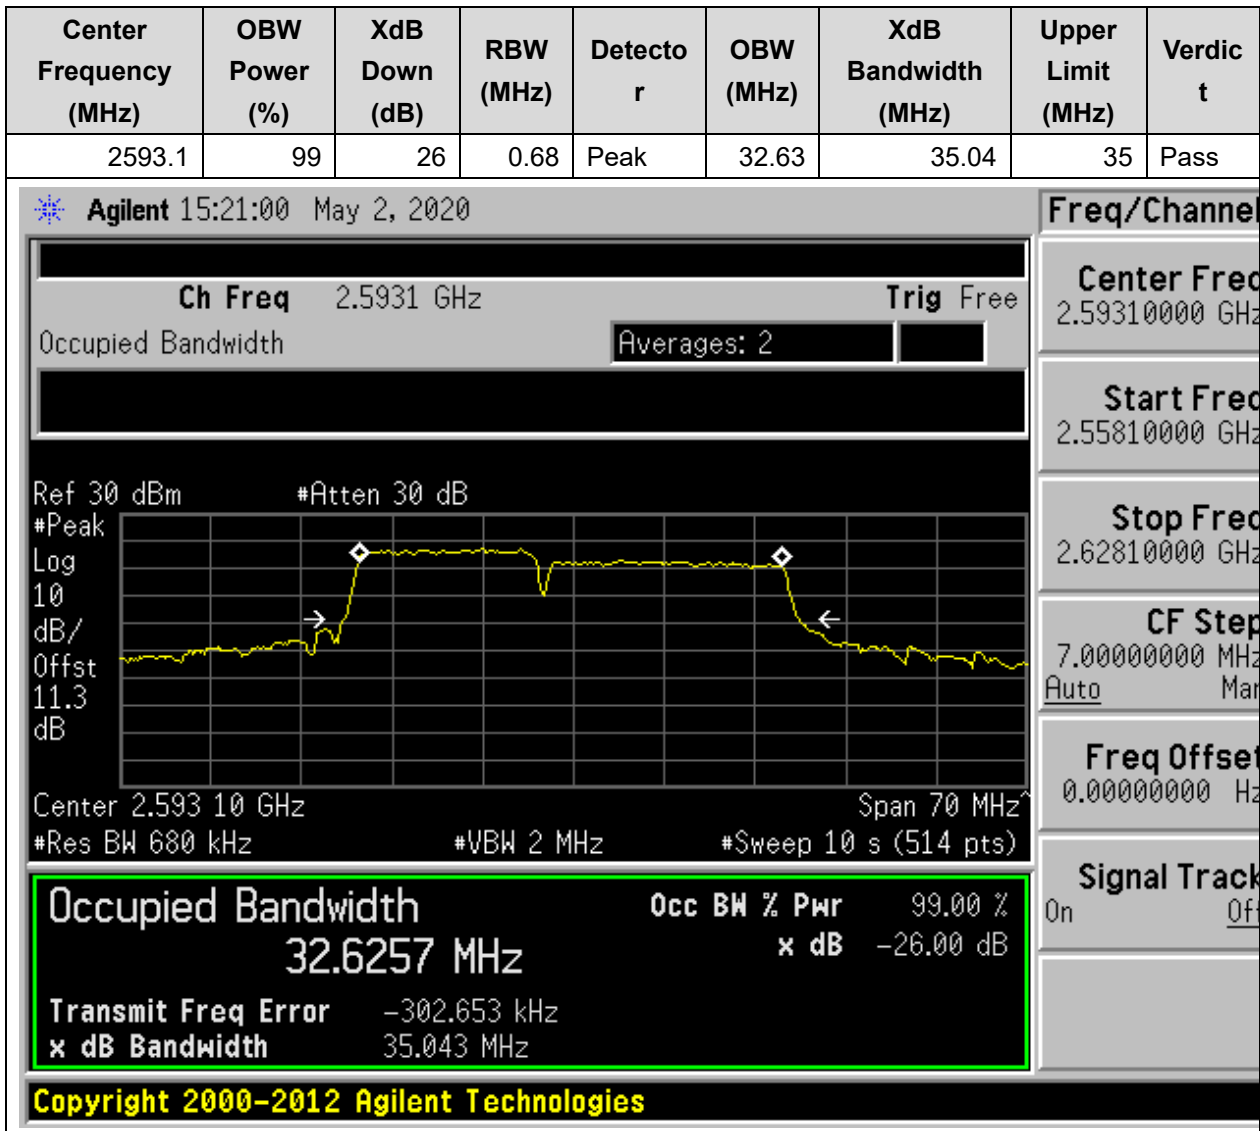 Center Frequency (MHz) OBW Power (%) XdB Down (dB) RBW (MHz) Detecto r OBW (MHz) XdB Bandwidth (MHz) Upper Limit (MHz) Verdic t
2593.1 99 26 0.68 Peak 32.63 35.04 35 Pass
Agilent 15:21:00 May 2, 2020
Ch Freq 2.5931 GHz Trig Free
Occupied Bandwidth Averages: 2
Ref 30 dBm #Atten 30 dB
#Peak
Log
10
dB/
Offst
11.3
dB
Center 2.593 10 GHz Span 70 MHz^
#Res BW 680 kHz #VBW 2 MHz #Sweep 10 s (514 pts)
Occupied Bandwidth Occ BW % Pwr 99.00 %
32.6257 MHz x dB -26.00 dB
Transmit Freq Error -302.653 kHz
x dB Bandwidth 35.043 MHz
Copyright 2000-2012 Agilent Technologies
Freq/Channel
Center Freq
2.59310000 GHz
Start Freq
2.55810000 GHz
Stop Freq
2.62810000 GHz
CF Step
7.00000000 MHz
Auto Man
Freq Offset
0.00000000 Hz
Signal Track
On Off